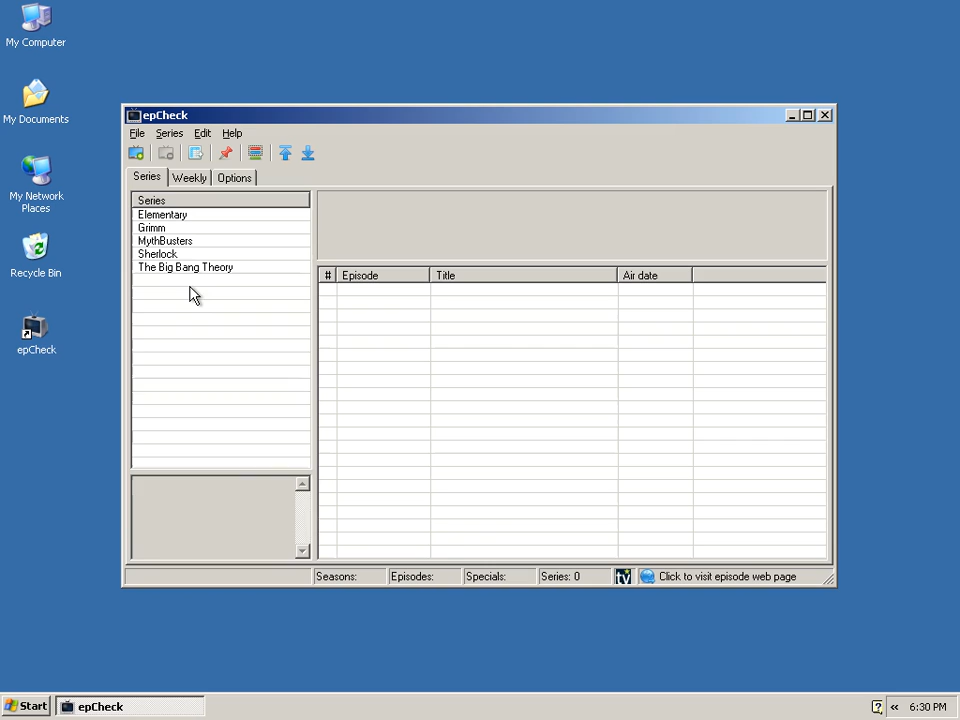 My Computer
My Documents
My Network
Places
Recycle Bin
epCheck
epCheck
File Series Edit Help
Series Weekly Options
Series
Elementary
Grimm
MythBusters
Sherlock
The Big Bang Theory
# Episode Title Air date
Seasons: Episodes: Specials: Series: 0 tv Click to visit episode web page
Start epCheck ? « 6:30 PM